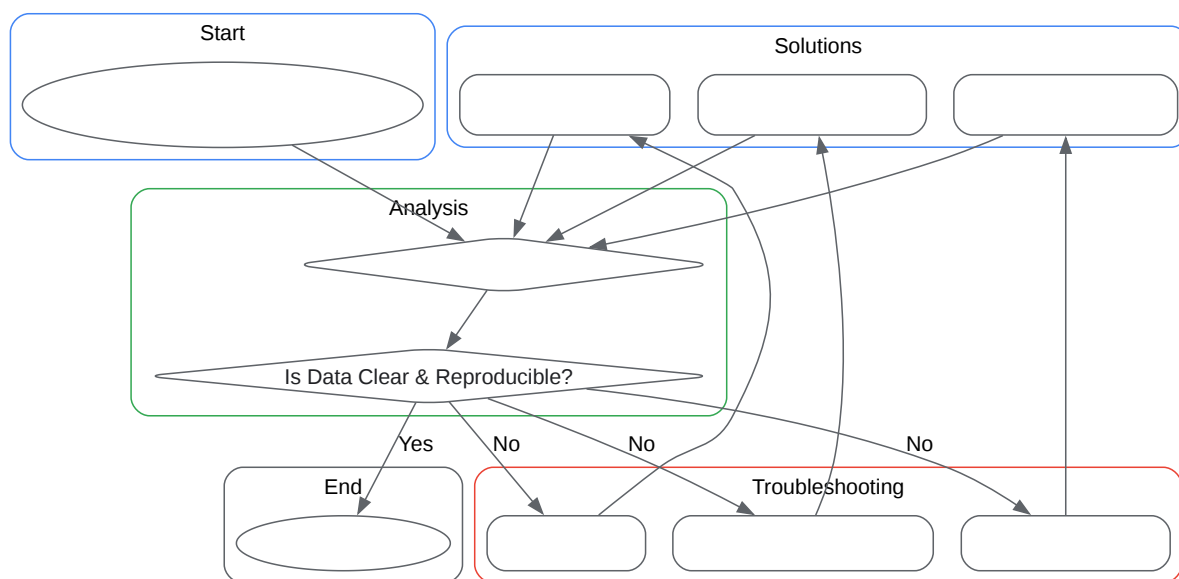 Start
Solutions
Analysis
Is Data Clear & Reproducible?
Yes
No
No
No
End
Troubleshooting